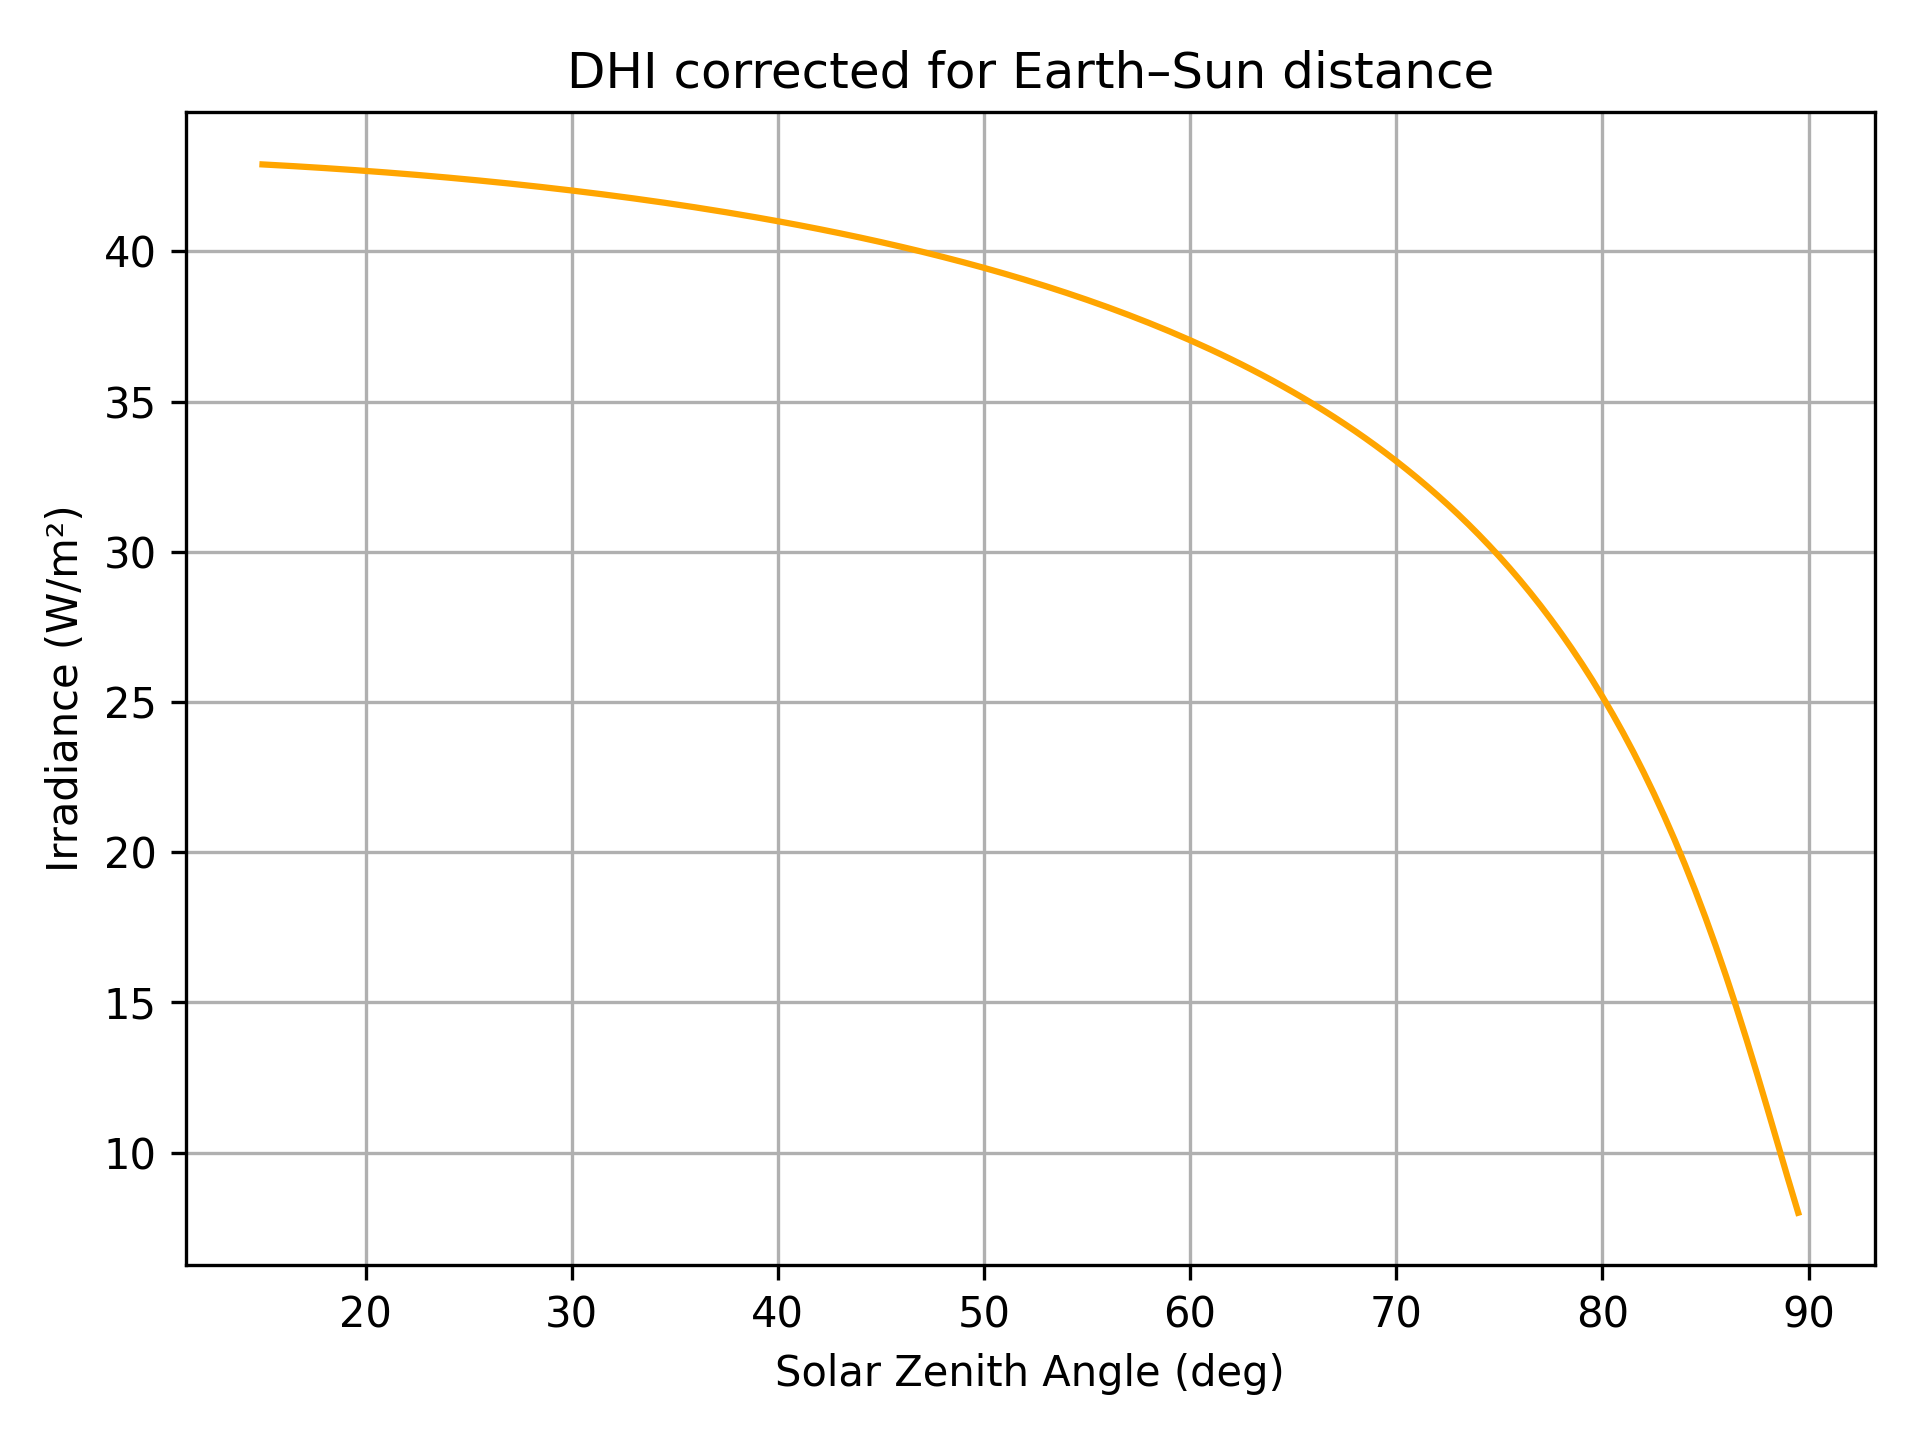 DHI corrected for Earth–Sun distance
Irradiance (W/m²)
40
35
30
25
20
15
10
20 30 40 50 60 70 80 90
Solar Zenith Angle (deg)